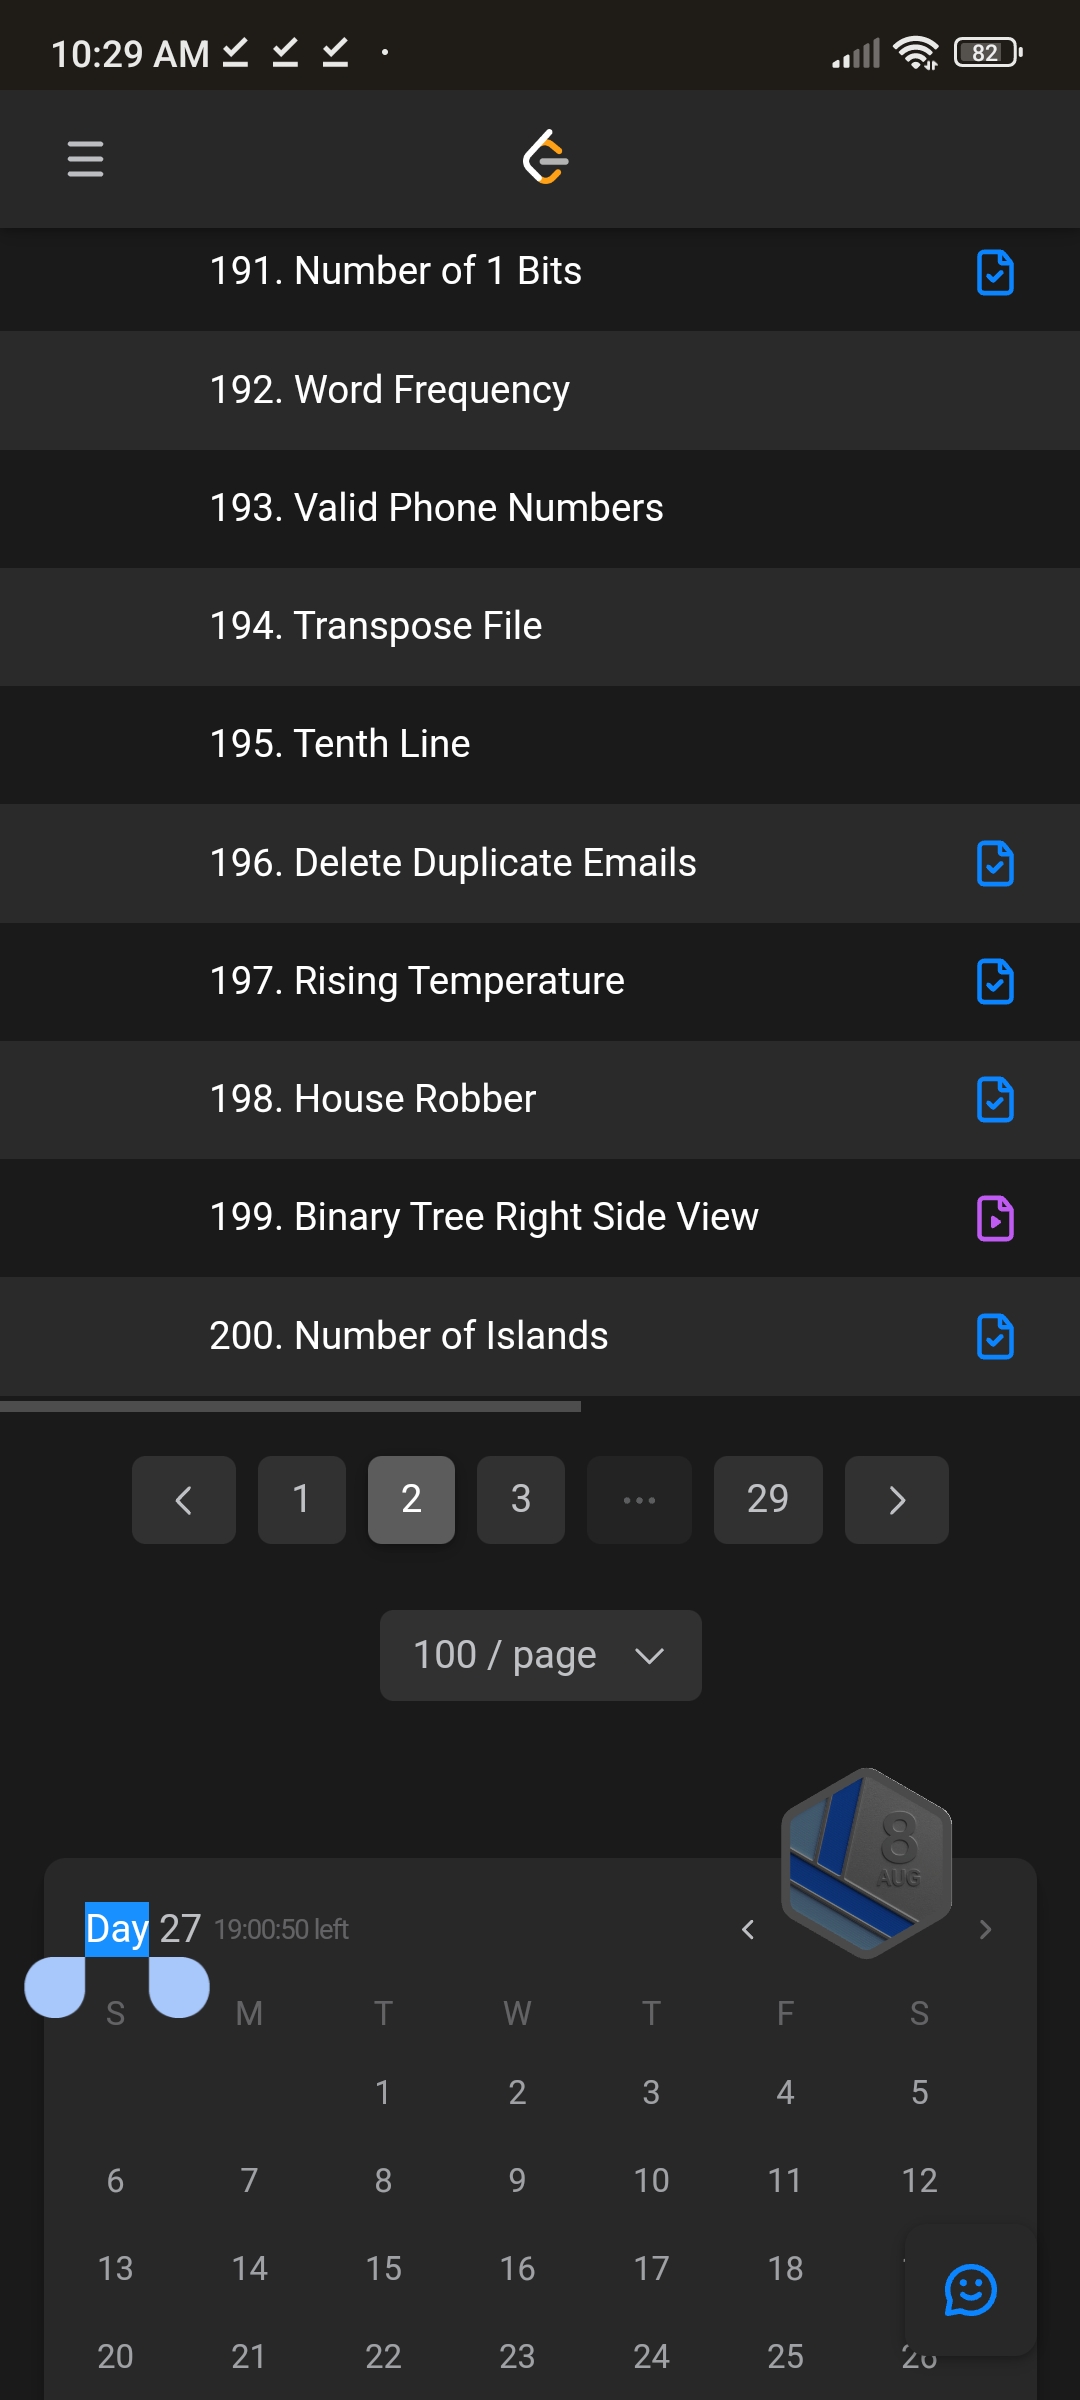 10:29 AM
82
191. Number of 1 Bits
192. Word Frequency
193. Valid Phone Numbers
194. Transpose File
195. Tenth Line
196. Delete Duplicate Emails
197. Rising Temperature
198. House Robber
199. Binary Tree Right Side View
200. Number of Islands
1 2 3 ... 29
100 / page
8
AUG
Day 27 19:00:50 left
S M T W T F S
1 2 3 4 5
6 7 8 9 10 11 12
13 14 15 16 17 18
20 21 22 23 24 25